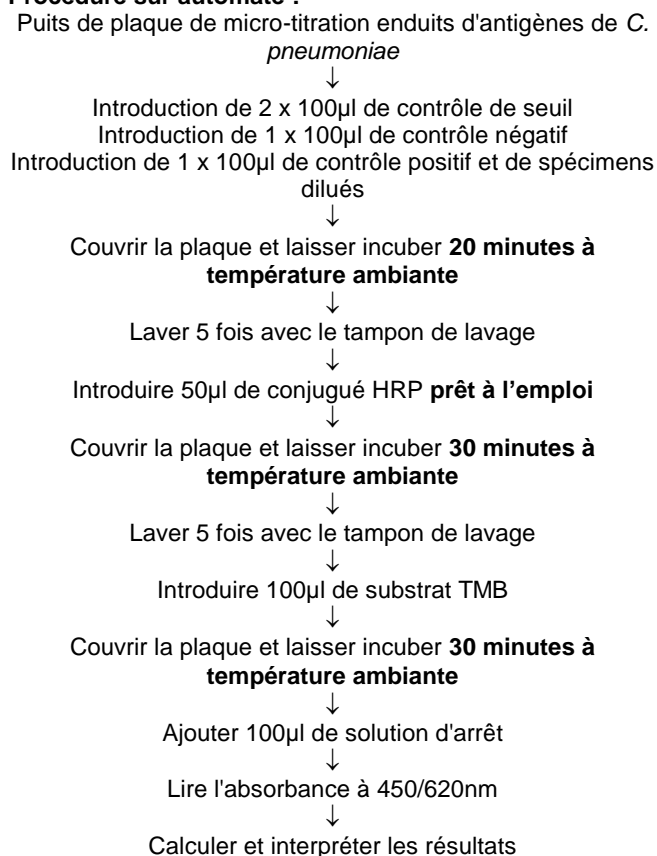 Procédure sur automate :
Puits de plaque de micro-titration enduits d'antigènes de C.
pneumoniae
↓
Introduction de 2 x 100µl de contrôle de seuil
Introduction de 1 x 100µl de contrôle négatif
Introduction de 1 x 100µl de contrôle positif et de spécimens
dilués
↓
Couvrir la plaque et laisser incuber 20 minutes à
température ambiante
↓
Laver 5 fois avec le tampon de lavage
↓
Introduire 50µl de conjugué HRP prêt à l’emploi
↓
Couvrir la plaque et laisser incuber 30 minutes à
température ambiante
↓
Laver 5 fois avec le tampon de lavage
↓
Introduire 100µl de substrat TMB
↓
Couvrir la plaque et laisser incuber 30 minutes à
température ambiante
↓
Ajouter 100µl de solution d'arrêt
↓
Lire l'absorbance à 450/620nm
↓
Calculer et interpréter les résultats